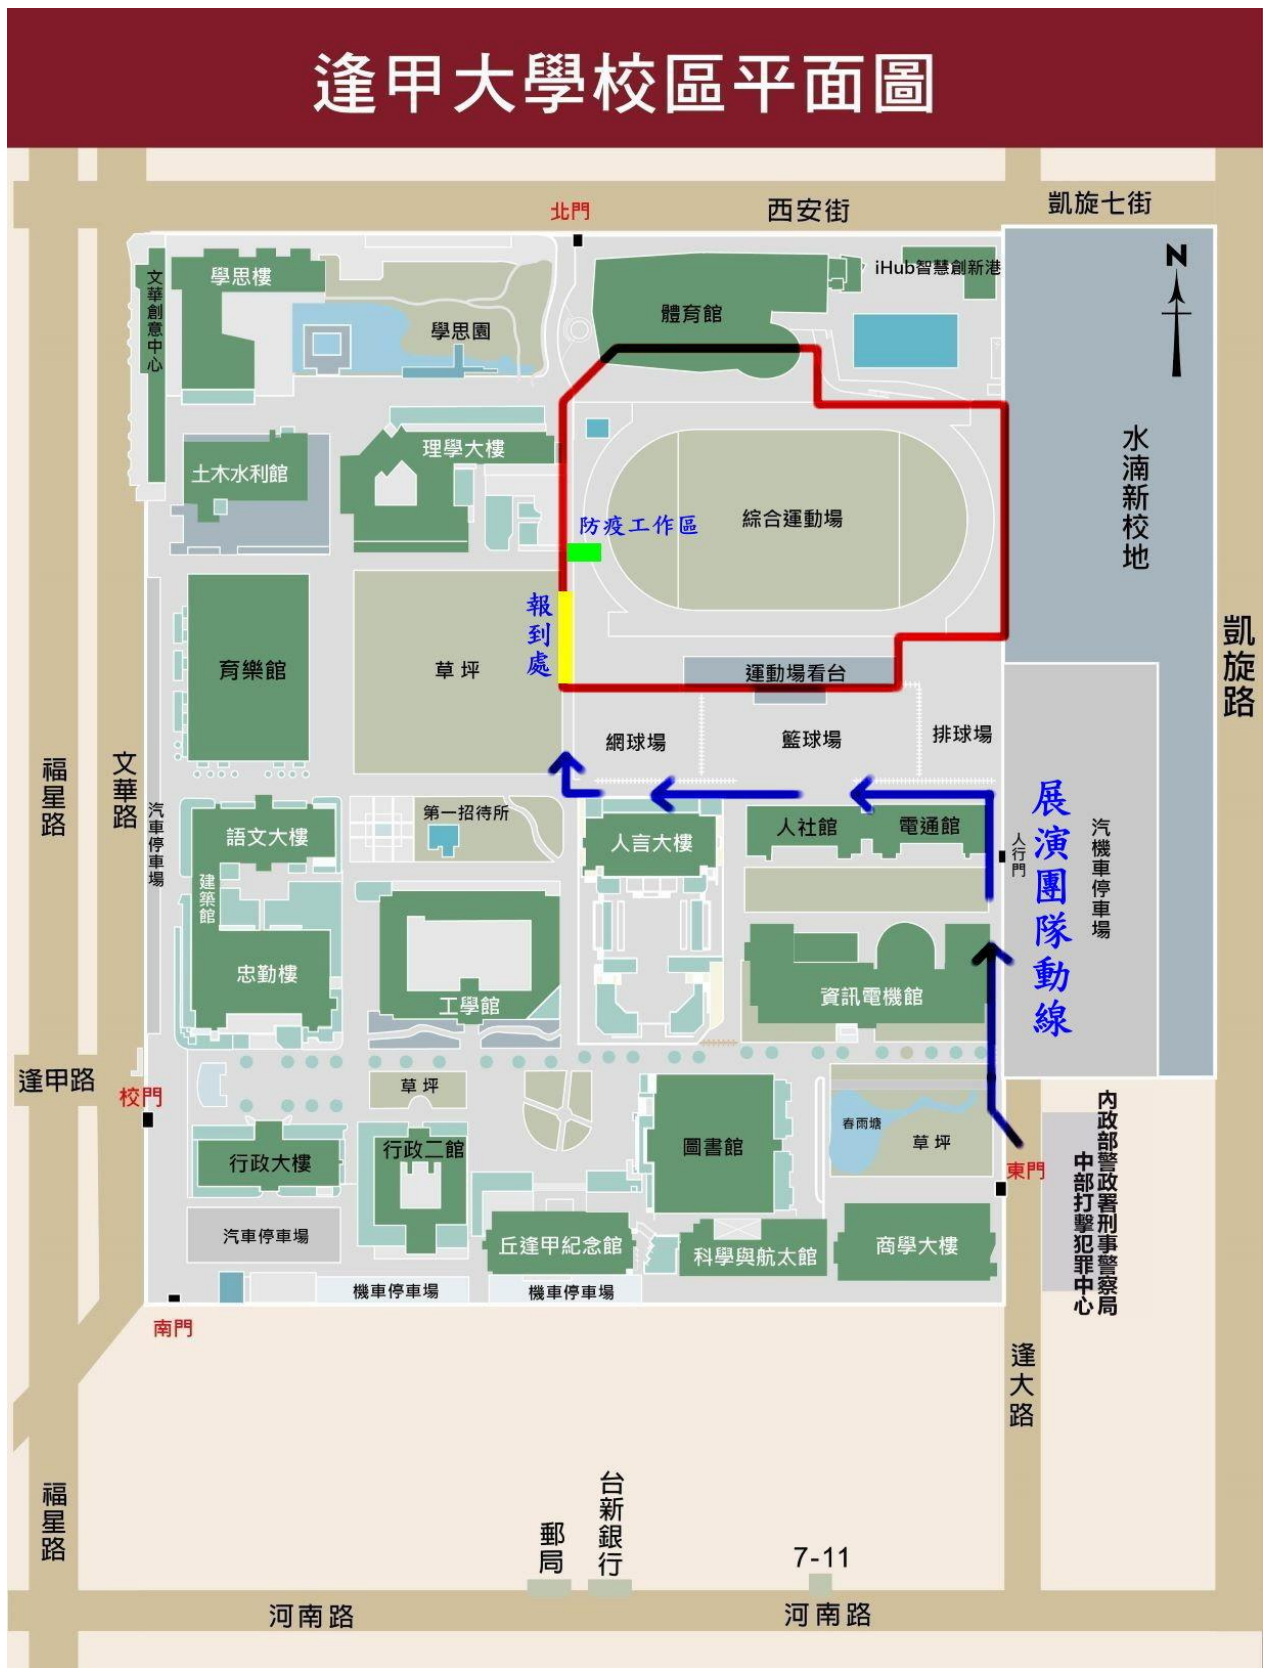 逢甲大學校區平面圖
北門
西安街
凱旋七街
N
文華創意中心
學思樓
學思園
體育館
iHub智慧創新港
水湳新校地
土木水利館
理學大樓
綜合運動場
防疫工作區
報到處
育樂館
草坪
運動場看台
網球場
籃球場
排球場
凱旋路
福星路
文華路
汽車停車場
語文大樓
建築館
第一招待所
人言大樓
人社館
電通館
人行門
展演團隊動線
汽機車停車場
忠勤樓
工學館
資訊電機館
逢甲路
校門
草坪
行政大樓
行政二館
圖書館
春雨塘
草坪
東門
內政部警政署刑事警察局
中部打擊犯罪中心
汽車停車場
丘逢甲紀念館
科學與航太館
商學大樓
機車停車場
機車停車場
南門
逢大路
福星路
郵局
台新銀行
7-11
河南路
河南路